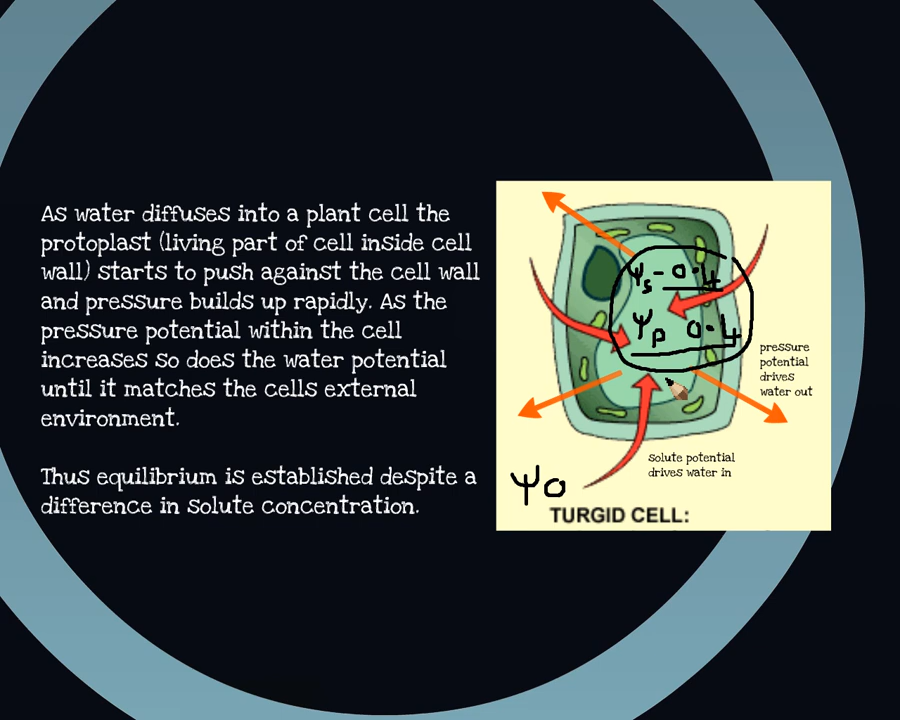 As water diffuses into a plant cell the
protoplast (living part of cell inside cell
wall) starts to push against the cell wall
and pressure builds up rapidly. As the
pressure potential within the cell
increases so does the water potential
until it matches the cells external
environment.
Thus equilibrium is established despite a
difference in solute concentration.
Ψs -0.4
Ψp 0.4
pressure
potential
drives
water out
solute potential
drives water in
Ψ0
TURGID CELL: